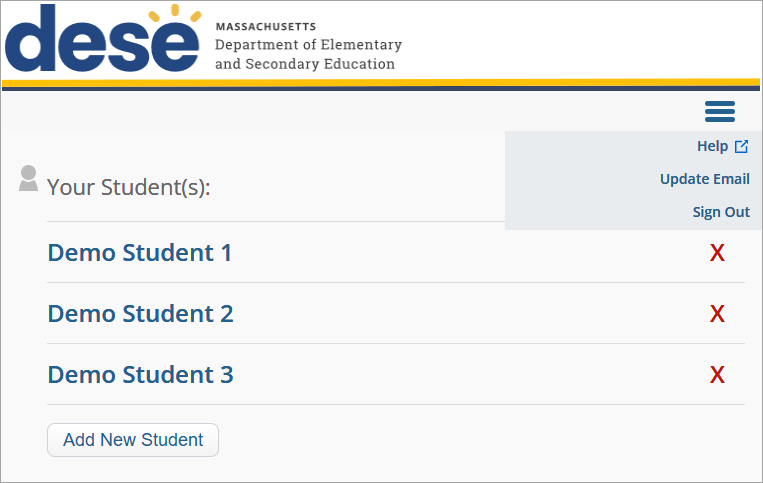 dese
MASSACHUSETTS
Department of Elementary
and Secondary Education
Help
Update Email
Sign Out
Your Student(s):
Demo Student 1 X
Demo Student 2 X
Demo Student 3 X
Add New Student